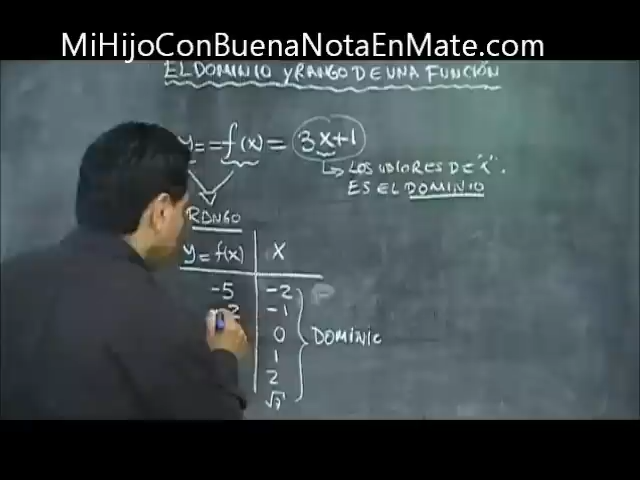 MiHijoConBuenaNotaEnMate.com
EL DOMINIO y RANGO DE UNA FUNCIÓN
y = f(x) = 3x+1
LOS VALORES DE "X".
ES EL DOMINIO
RANGO
y = f(x) X
-5 -2
-2 -1
0
1
2
DOMINIO